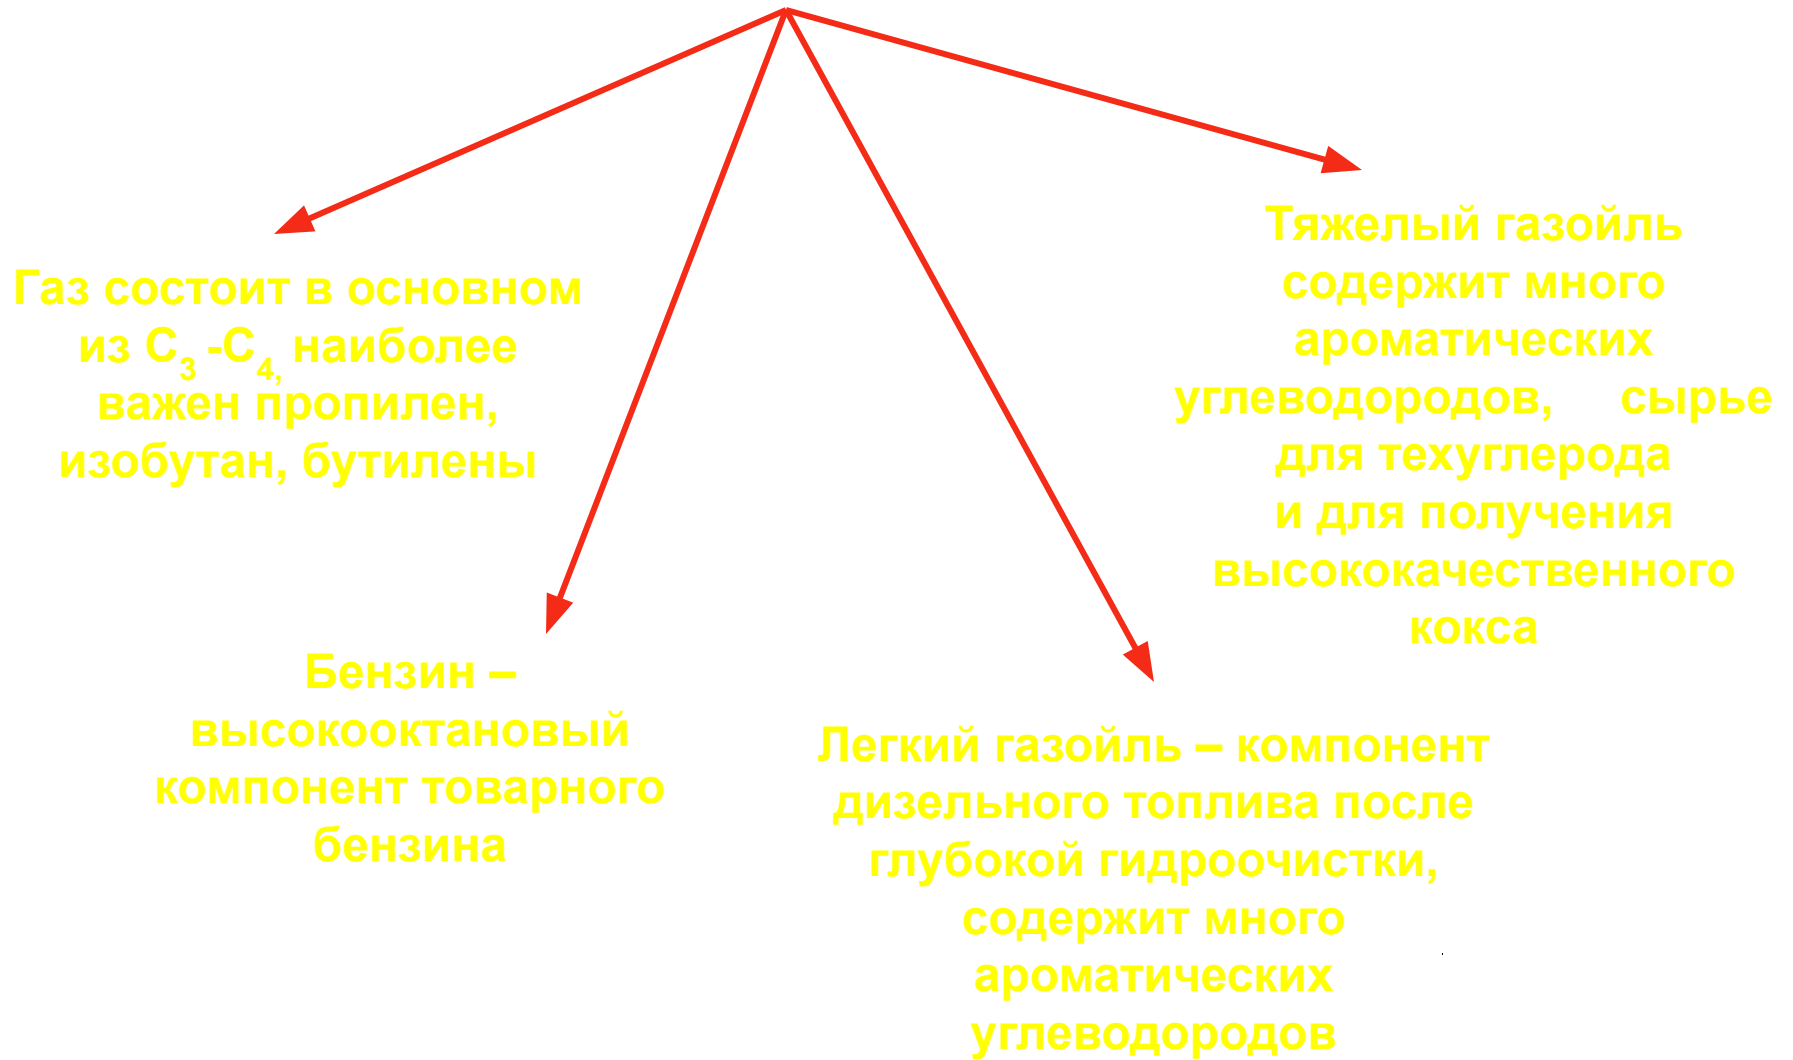 Газ состоит в основном
из С3 -С4, наиболее
важен пропилен,
изобутан, бутилены
Бензин –
высокооктановый
компонент товарного
бензина
Легкий газойль – компонент
дизельного топлива после
глубокой гидроочистки,
содержит много
ароматических
углеводородов
Тяжелый газойль
содержит много
ароматических
углеводородов, сырье
для техуглерода
и для получения
высококачественного
кокса